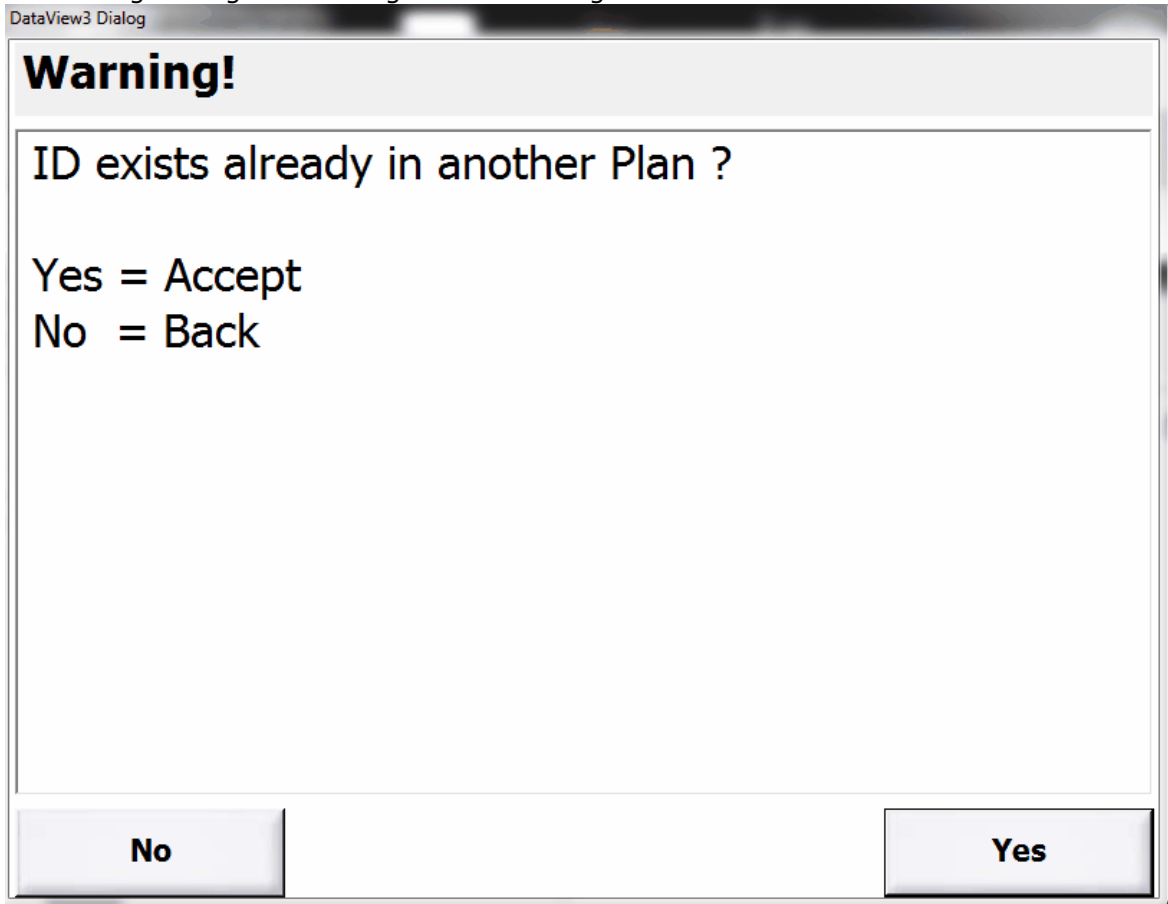 DataView3 Dialog
Warning!
ID exists already in another Plan ?
Yes = Accept
No = Back
No
Yes